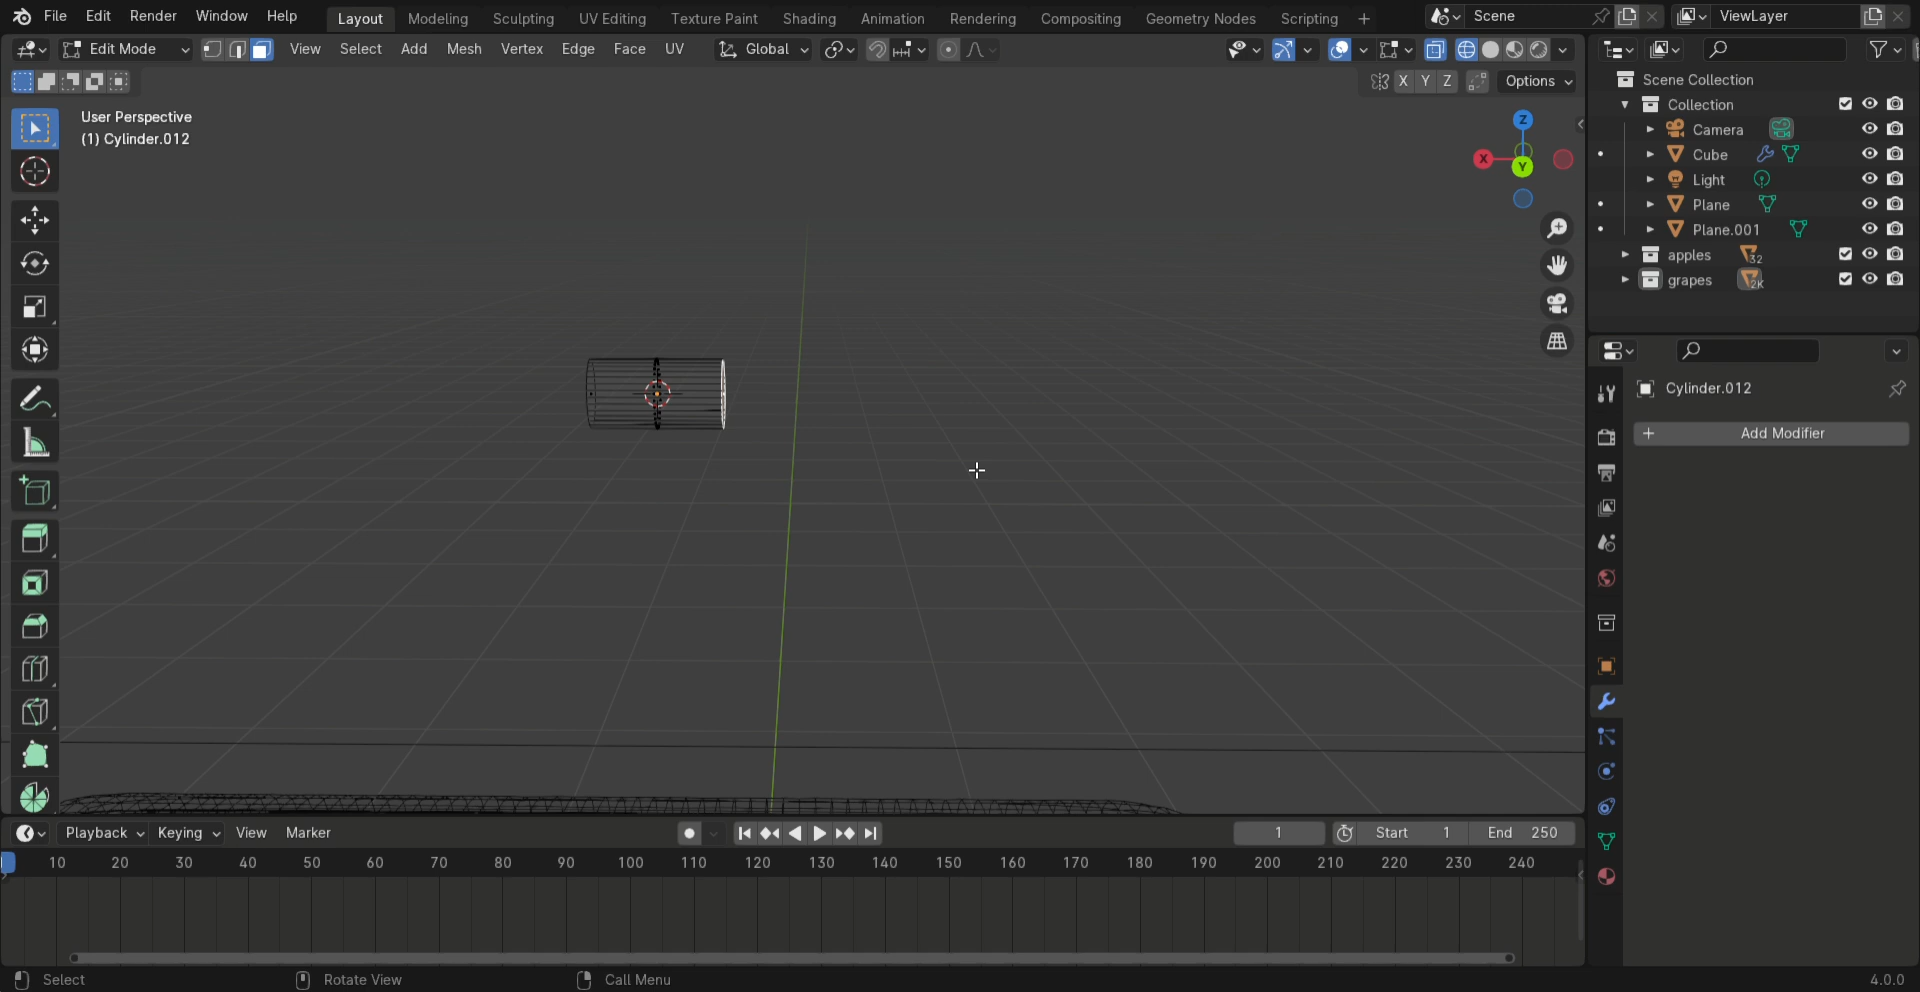 File Edit Render Window Help Layout Modeling Sculpting UV Editing Texture Paint Shading Animation Rendering Compositing Geometry Nodes Scripting + Scene ViewLayer
Edit Mode View Select Add Mesh Vertex Edge Face UV Global
X Y Z Options
User Perspective
(1) Cylinder.012
Z
X
Y
Scene Collection
Collection
Camera
Cube
Light
Plane
Plane.001
apples 32
grapes 2K
Cylinder.012
+ Add Modifier
Playback Keying View Marker 1 Start 1 End 250
10 20 30 40 50 60 70 80 90 100 110 120 130 140 150 160 170 180 190 200 210 220 230 240
Select Rotate View Call Menu 4.0.0